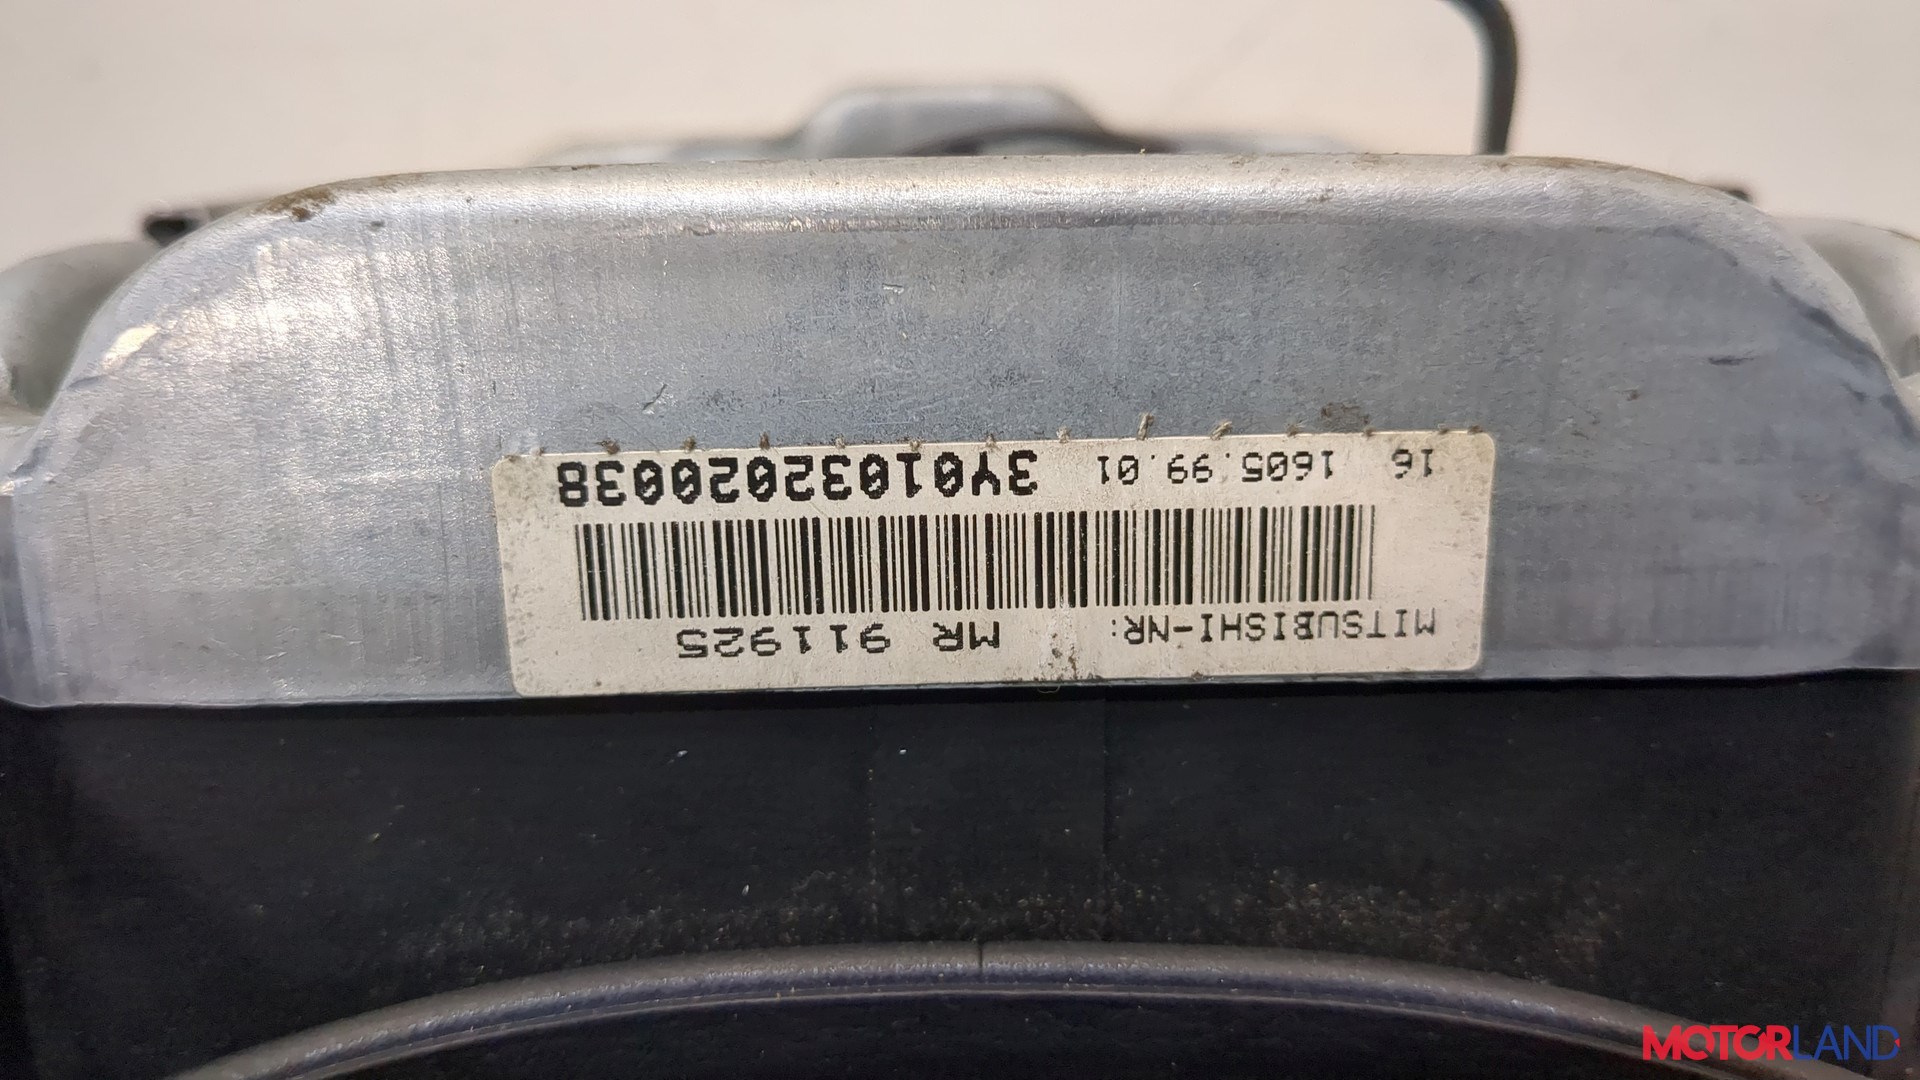 MITSUBISHI-NR: MR 911925
16 1605.99.01 3Y01032020038
MOTORLAND